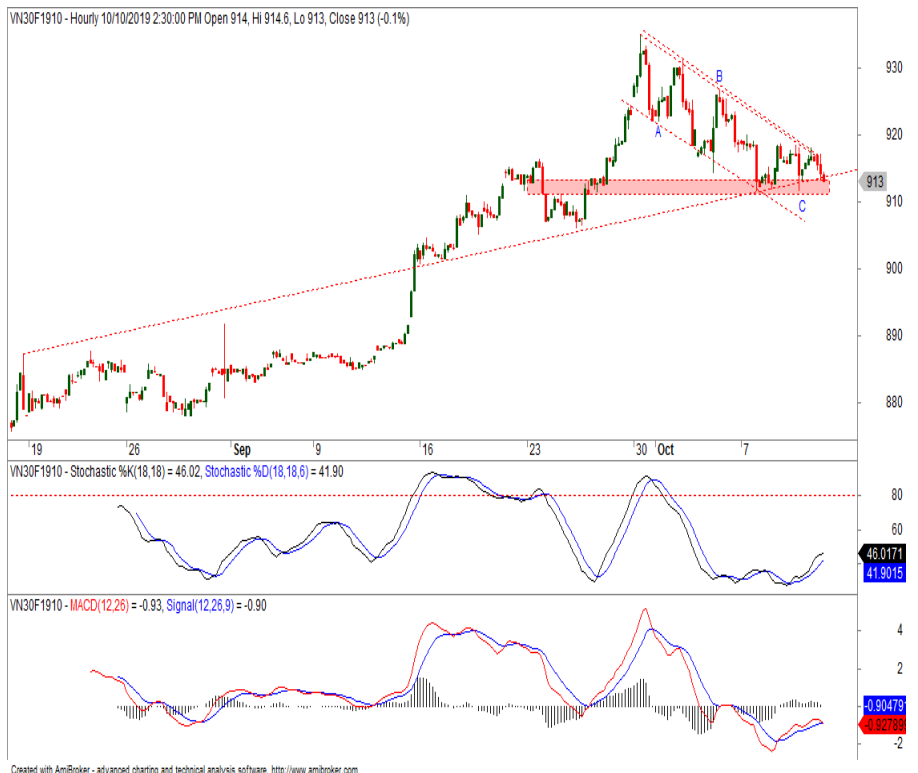 VN30F1910 - Hourly 10/10/2019 2:30:00 PM Open 914, Hi 914.6, Lo 913, Close 913 (-0.1%)
930
B
920
A
913
910
C
900
890
880
19 26 Sep 9 16 23 30 Oct 7
VN30F1910 - Stochastic %K(18,18) = 46.02, Stochastic %D(18,18,6) = 41.90
80
60
46.0171
41.9015
VN30F1910 - MACD(12,26) = -0.93, Signal(12,26,9) = -0.90
4
2
-0.904791
-0.927899
-2
Created with AmiBroker - advanced charting and technical analysis software. http://www.amibroker.com